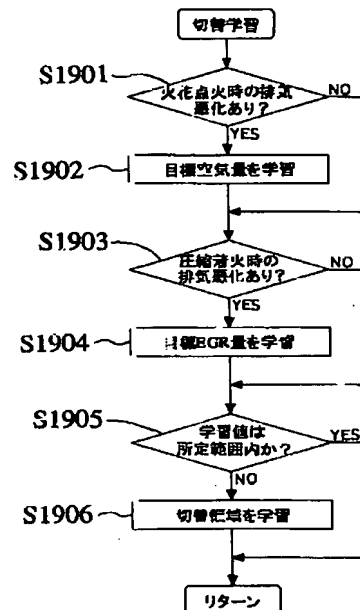 切替学習
S1901
火花点火時の排気
悪化あり?
NO
YES
S1902
目標空気量を学習
S1903
圧縮着火時の
排気悪化あり?
NO
YES
S1904
目標EGR量を学習
S1905
学習値は
所定範囲内か?
YES
NO
S1906
切替領域を学習
リターン